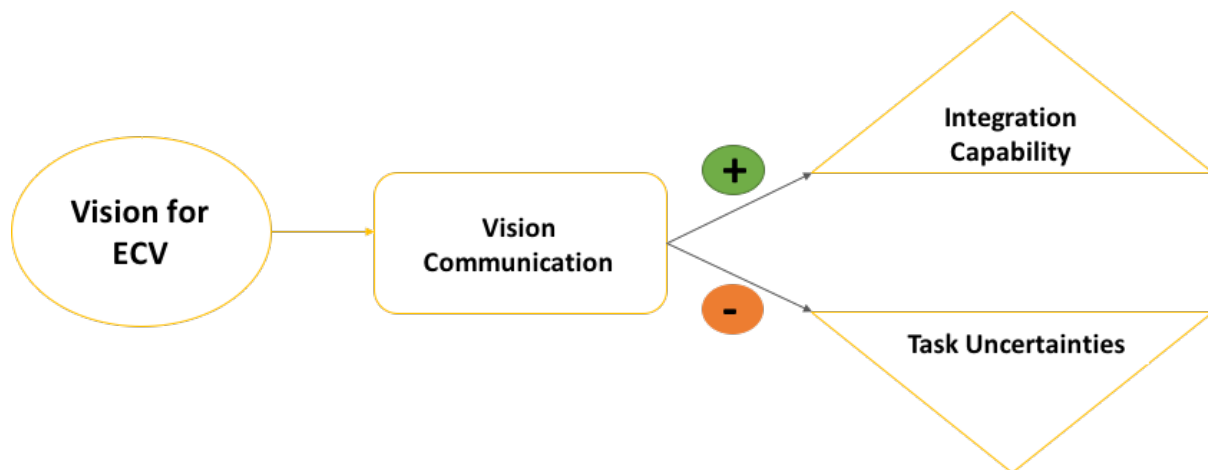 Vision for
ECV
Vision
Communication
+
-
Integration
Capability
Task Uncertainties